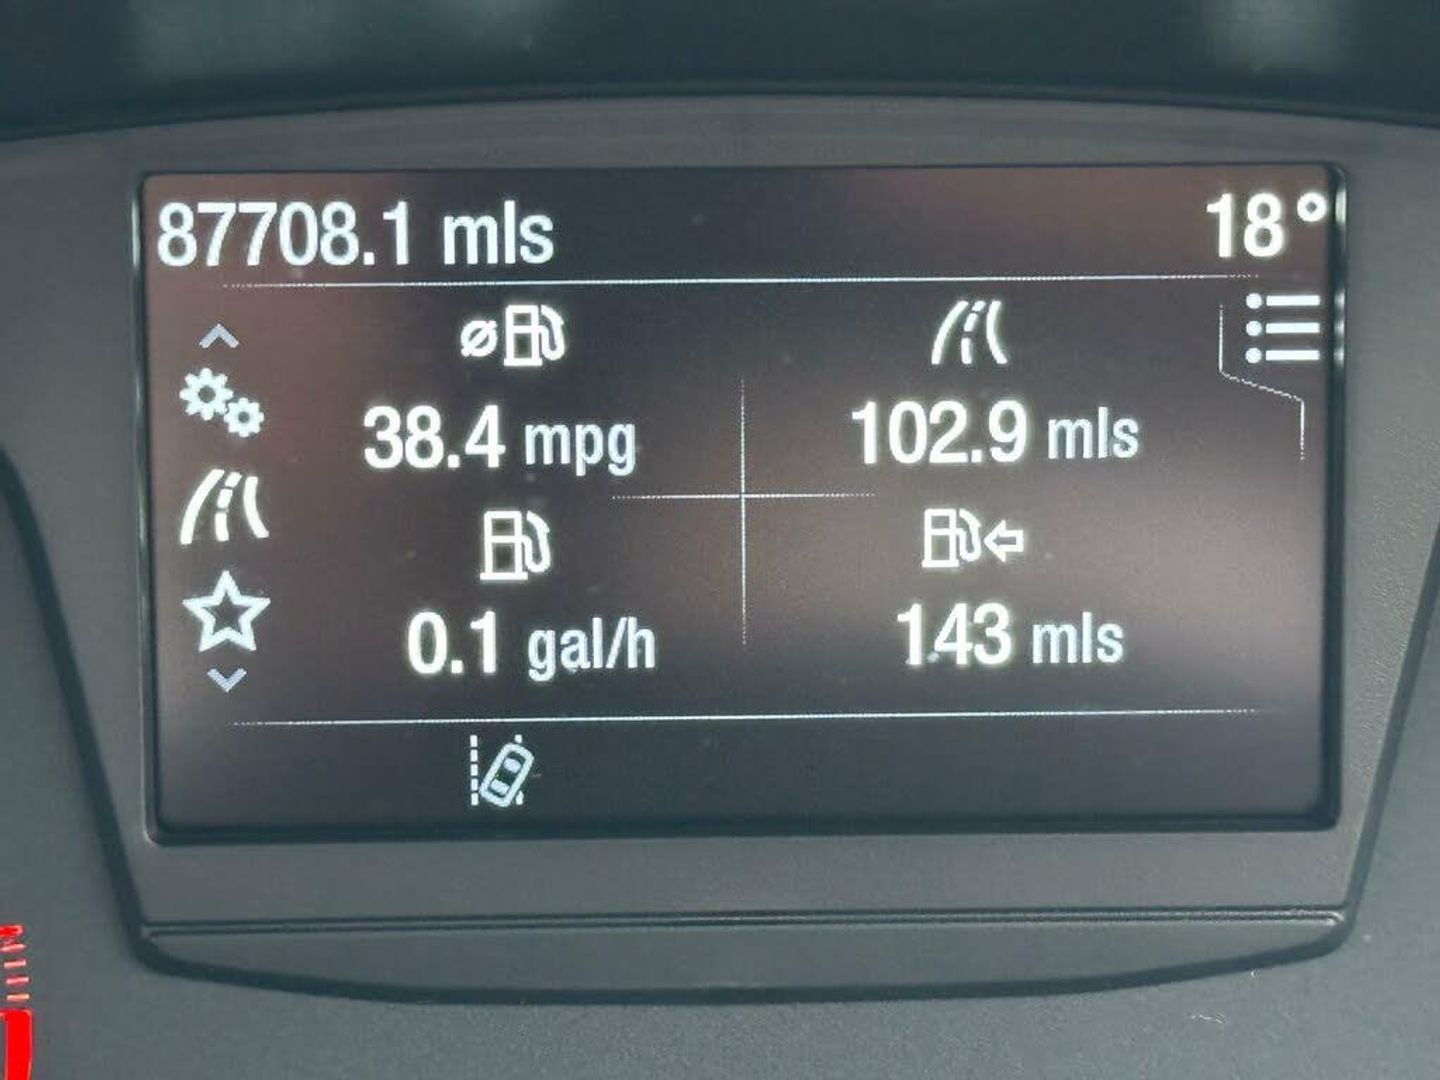 87708.1 mls 18°
38.4 mpg 102.9 mls
0.1 gal/h 143 mls